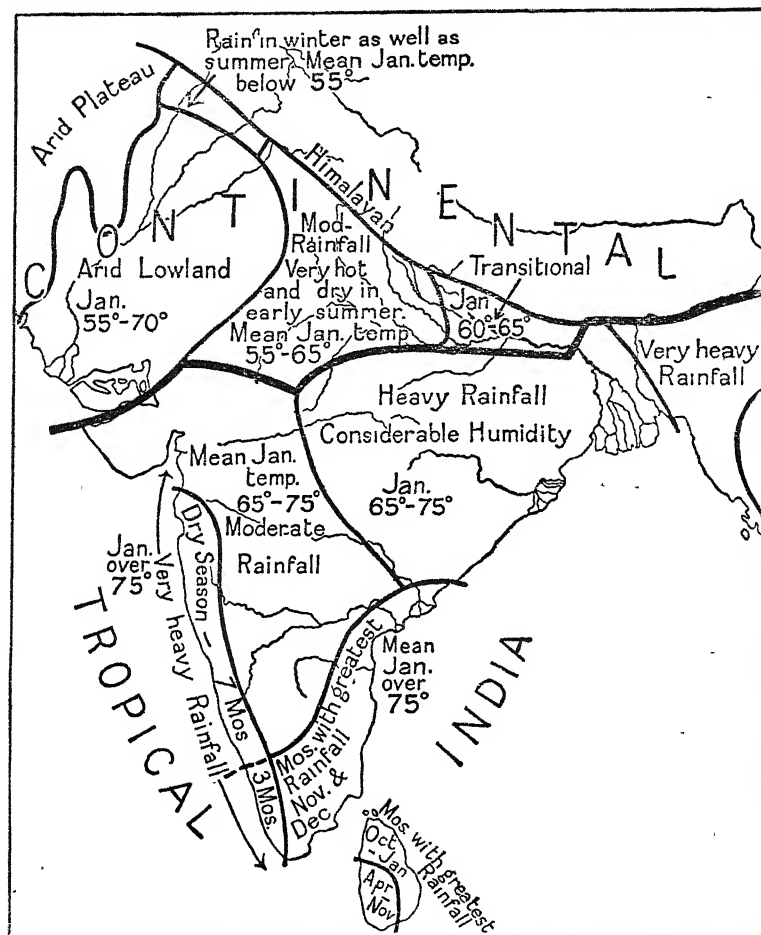 Rain in winter as well as
summer Mean Jan. temp.
below 55°
Arid Plateau
CONTINENTAL
Himalayan
Mod-
Rainfall
Very hot
and dry in
early summer.
Mean Jan. temp
55°-65°
Arid Lowland
Jan.
55°-70°
Transitional
Jan
60°-65°
Very heavy
Rainfall
Heavy Rainfall
Considerable Humidity
Jan.
65°-75°
Mean Jan.
temp.
65°-75°
Moderate
Rainfall
Jan.
over
75°
Very heavy Rainfall
Dry Season - 7 Mos
3 Mos.
TROPICAL
INDIA
Mean
Jan.
over
75°
Mos. with greatest
Rainfall
Nov. &
Dec
Mos. with greatest
Rainfall
Oct
-Jan
Apr
-Nov